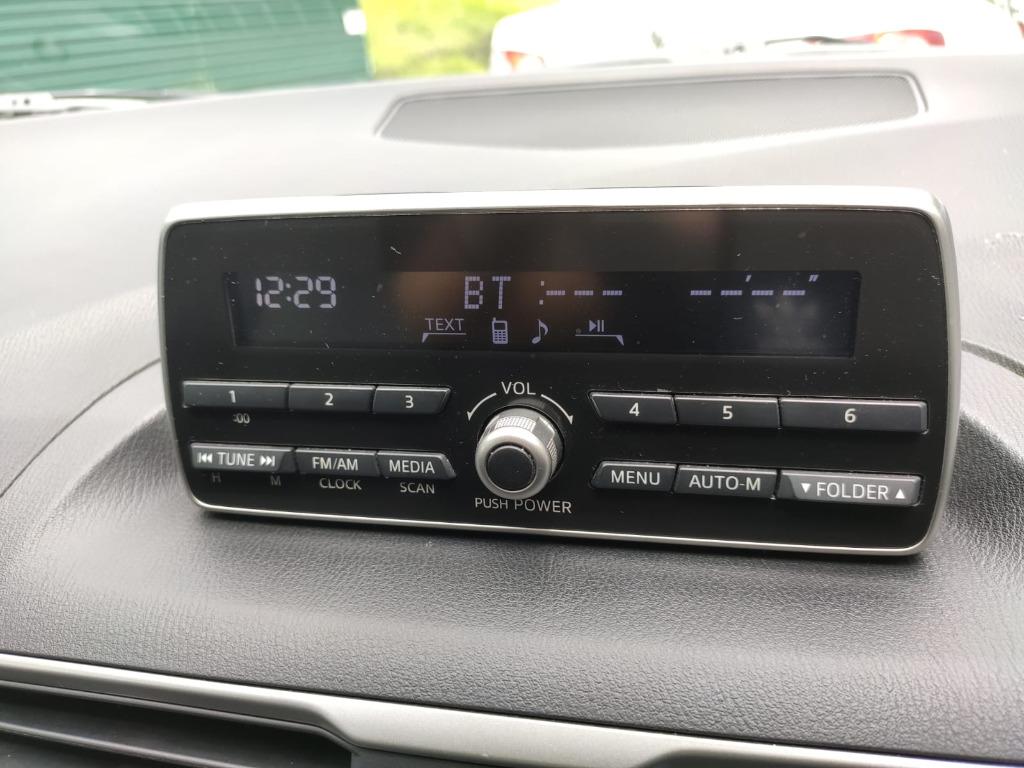 12:29 BT :--- --'--"
TEXT
VOL
1 2 3 4 5 6
:00
TUNE FM/AM MEDIA MENU AUTO-M FOLDER
H M CLOCK SCAN
PUSH POWER